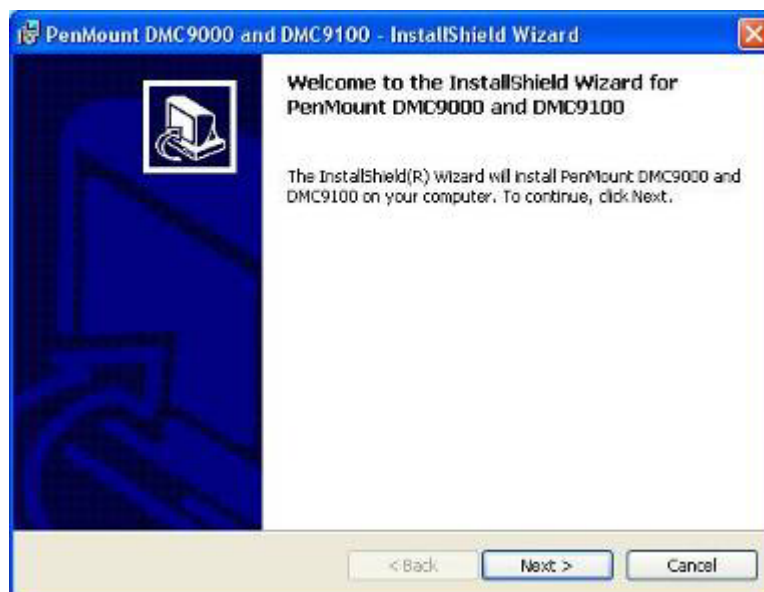 PenMount DMC9000 and DMC9100 - InstallShield Wizard
Welcome to the InstallShield Wizard for
PenMount DMC9000 and DMC9100
The InstallShield(R) Wizard will install PenMount DMC9000 and
DMC9100 on your computer. To continue, click Next.
< Back
Next >
Cancel